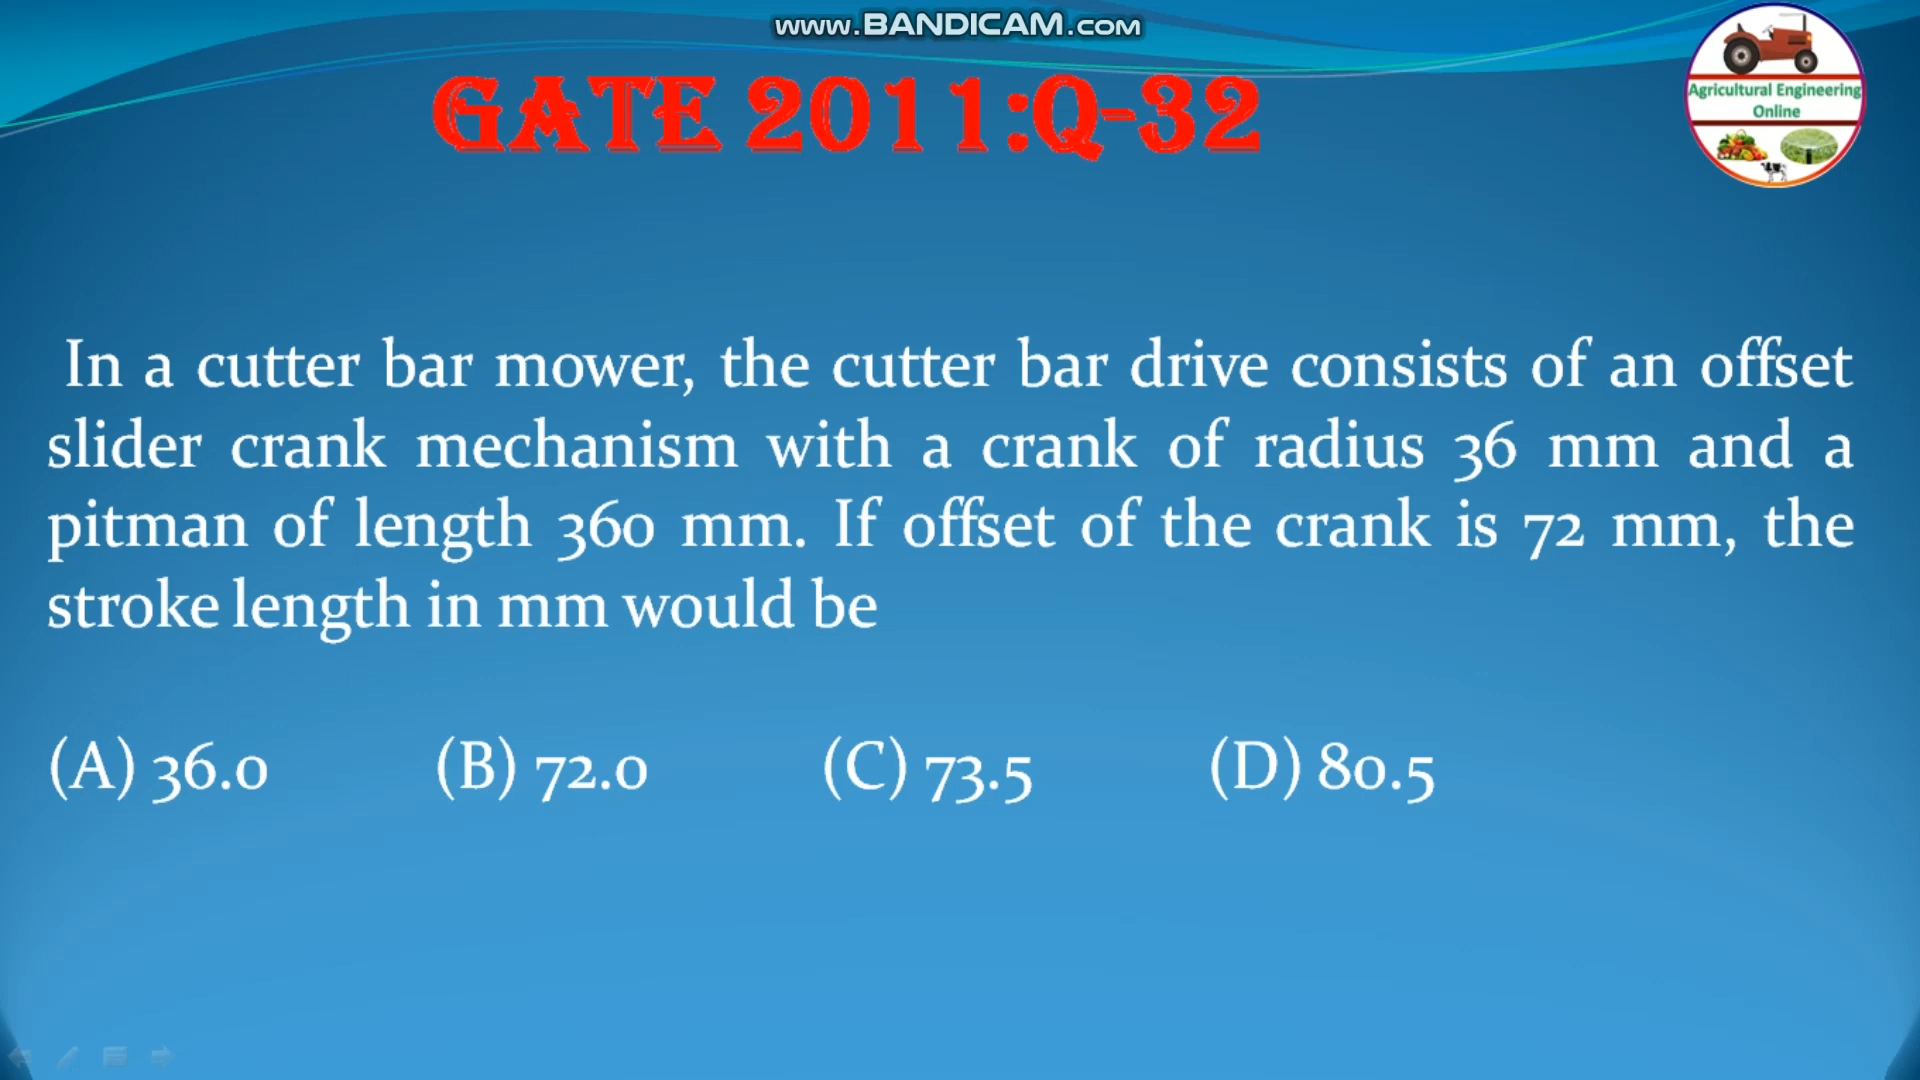 www.BANDICAM.com
GATE 2011:Q-32
Agricultural Engineering
Online
In a cutter bar mower, the cutter bar drive consists of an offset
slider crank mechanism with a crank of radius 36 mm and a
pitman of length 360 mm. If offset of the crank is 72 mm, the
stroke length in mm would be
(A) 36.0 (B) 72.0 (C) 73.5 (D) 80.5